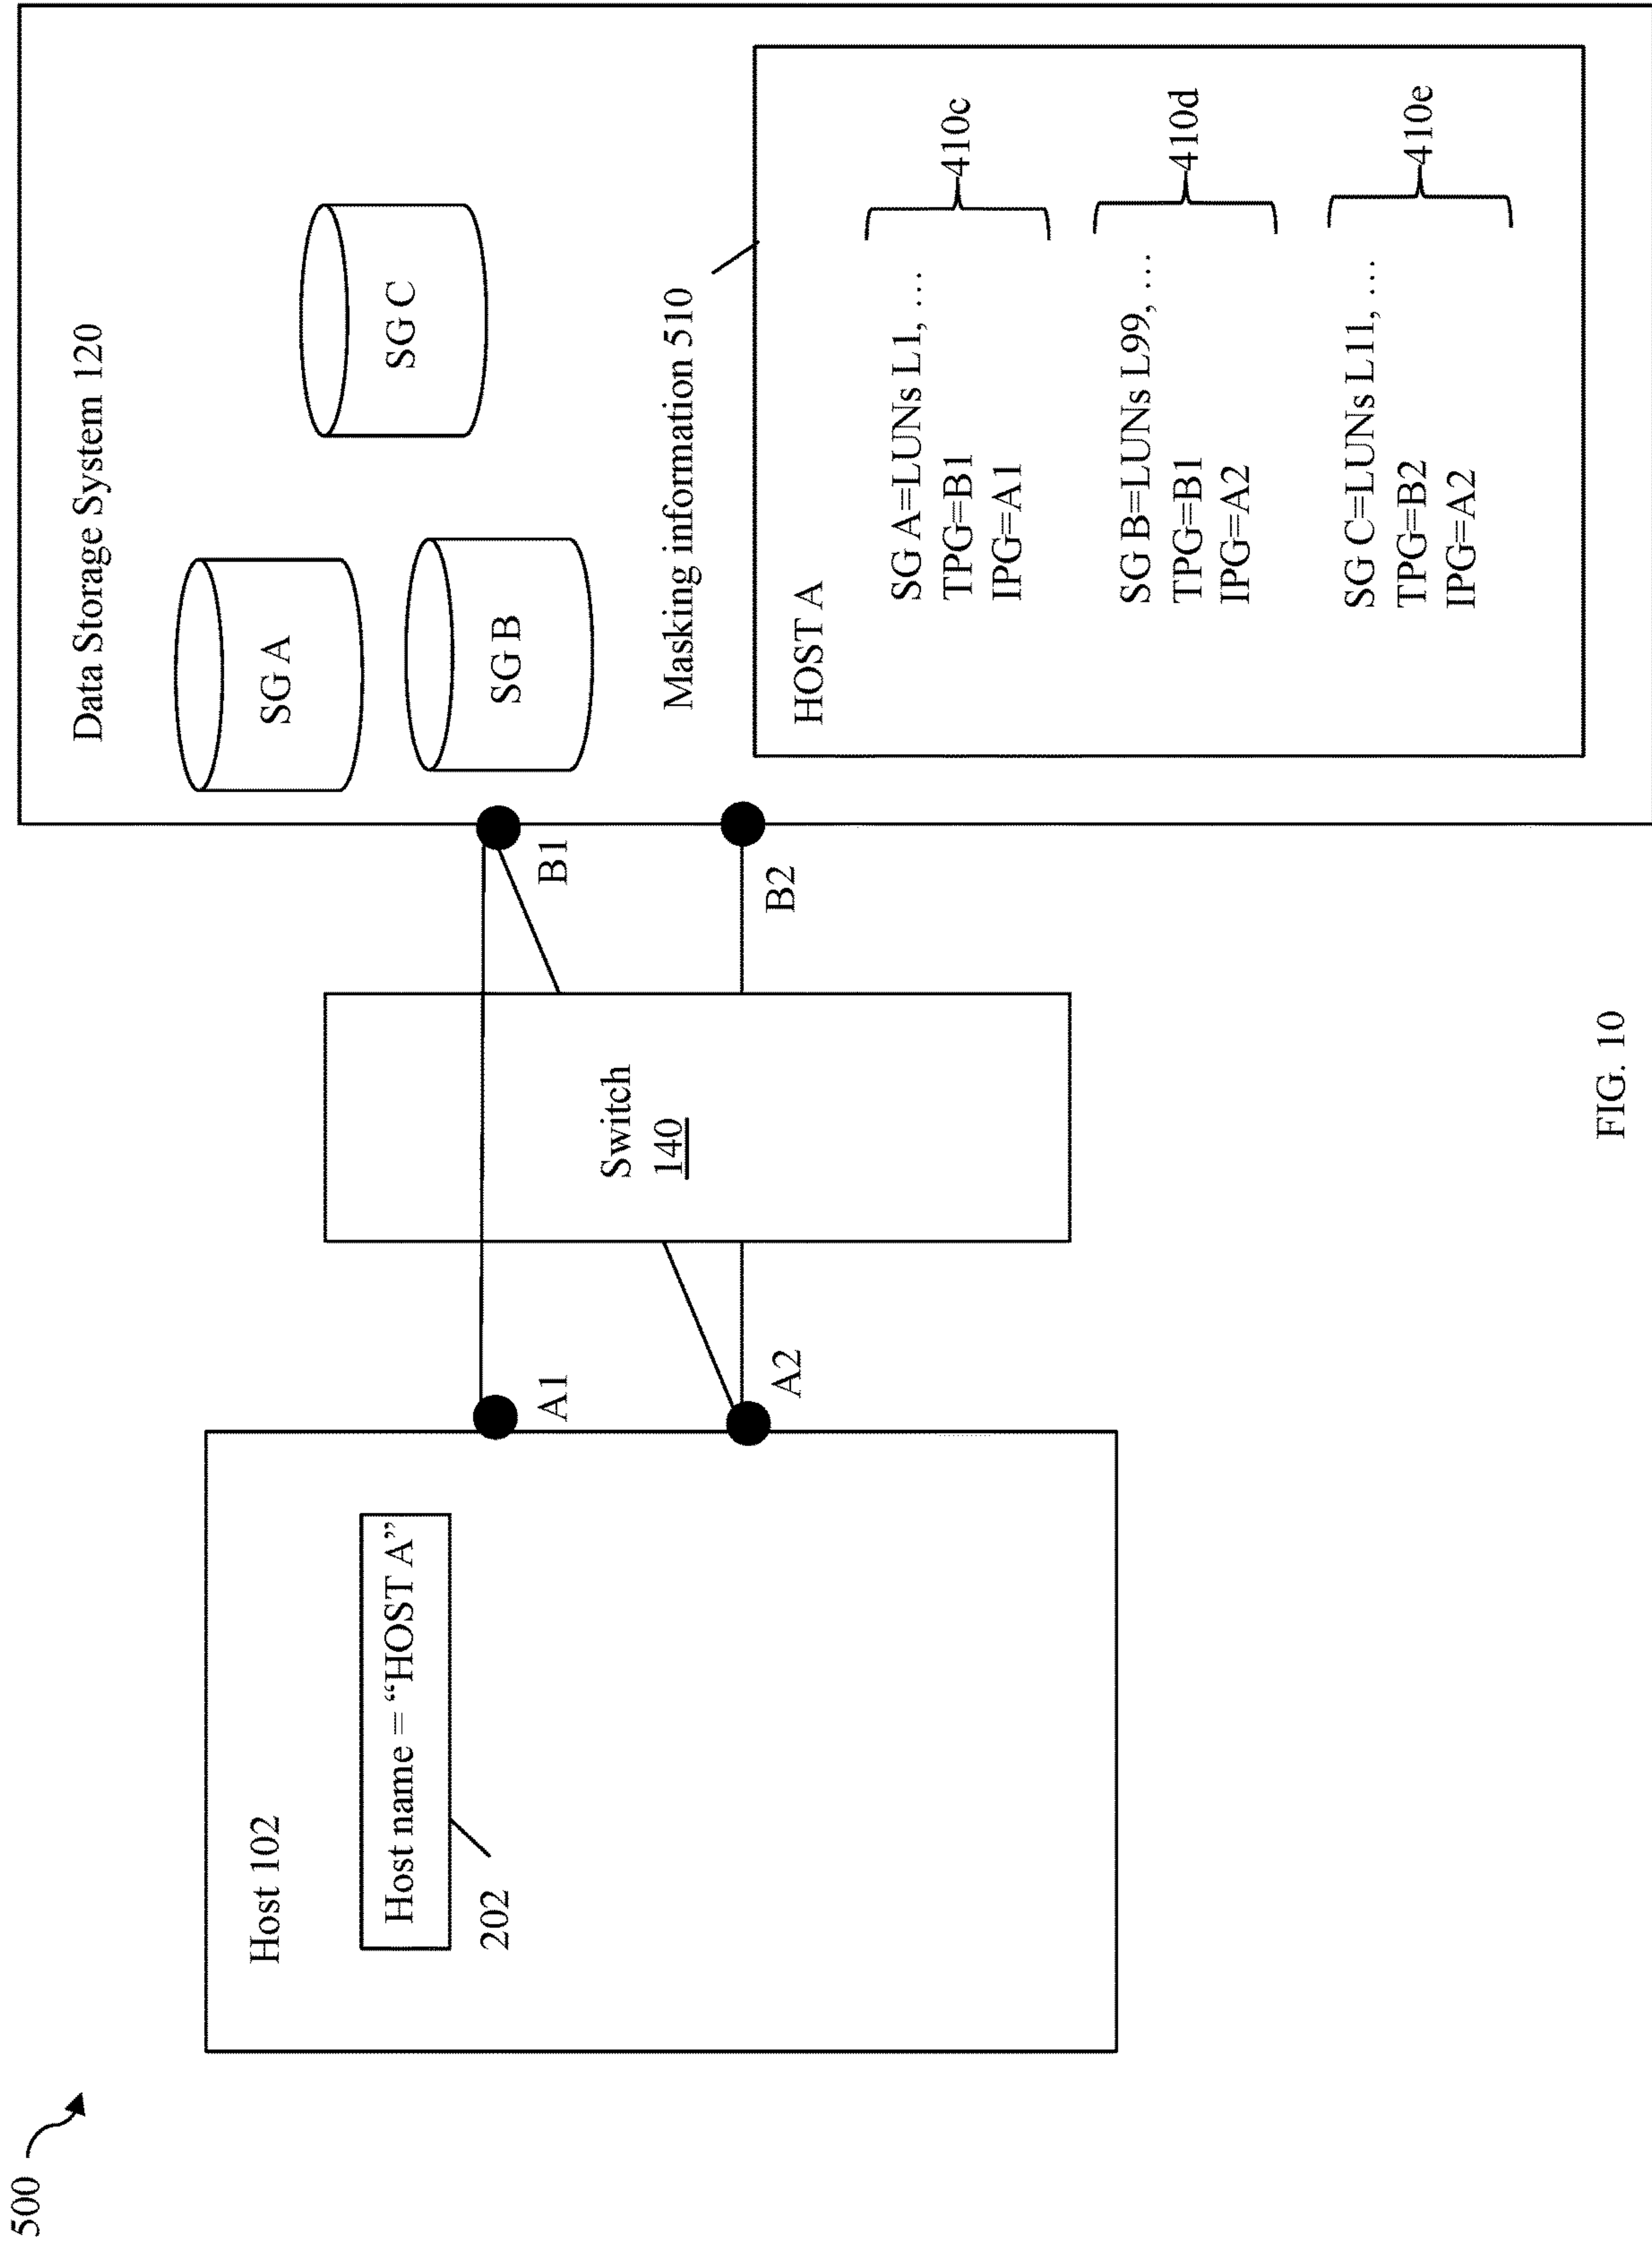 500
Host 102
Host name = “HOST A”
202
A1
A2
Switch
140
B1
B2
Data Storage System 120
SG A
SG B
SG C
Masking information 510
HOST A
SG A=LUNs L1, …
TPG=B1
IPG=A1
410c
SG B=LUNs L99, …
TPG=B1
IPG=A2
410d
SG C=LUNs L11, …
TPG=B2
IPG=A2
410e
FIG. 10